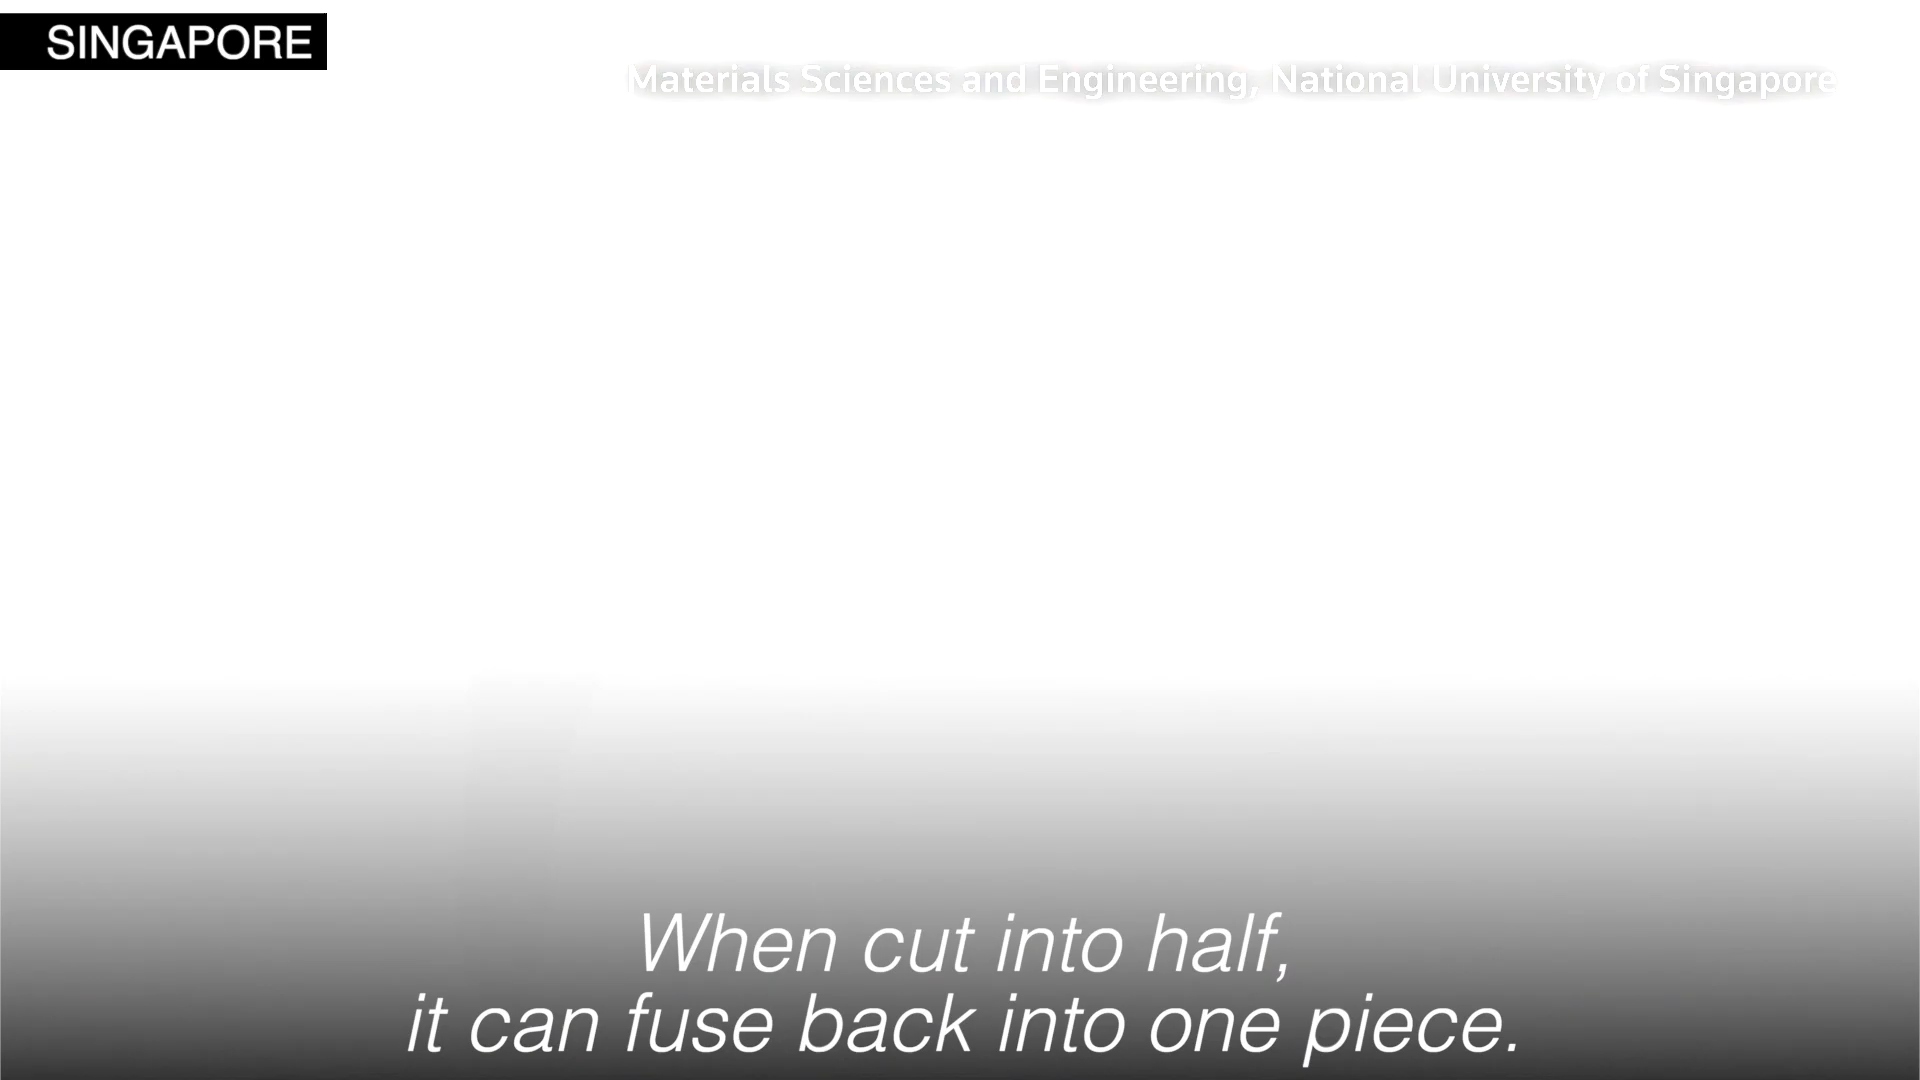 SINGAPORE
Materials Sciences and Engineering, National University of Singapore
When cut into half,
it can fuse back into one piece.